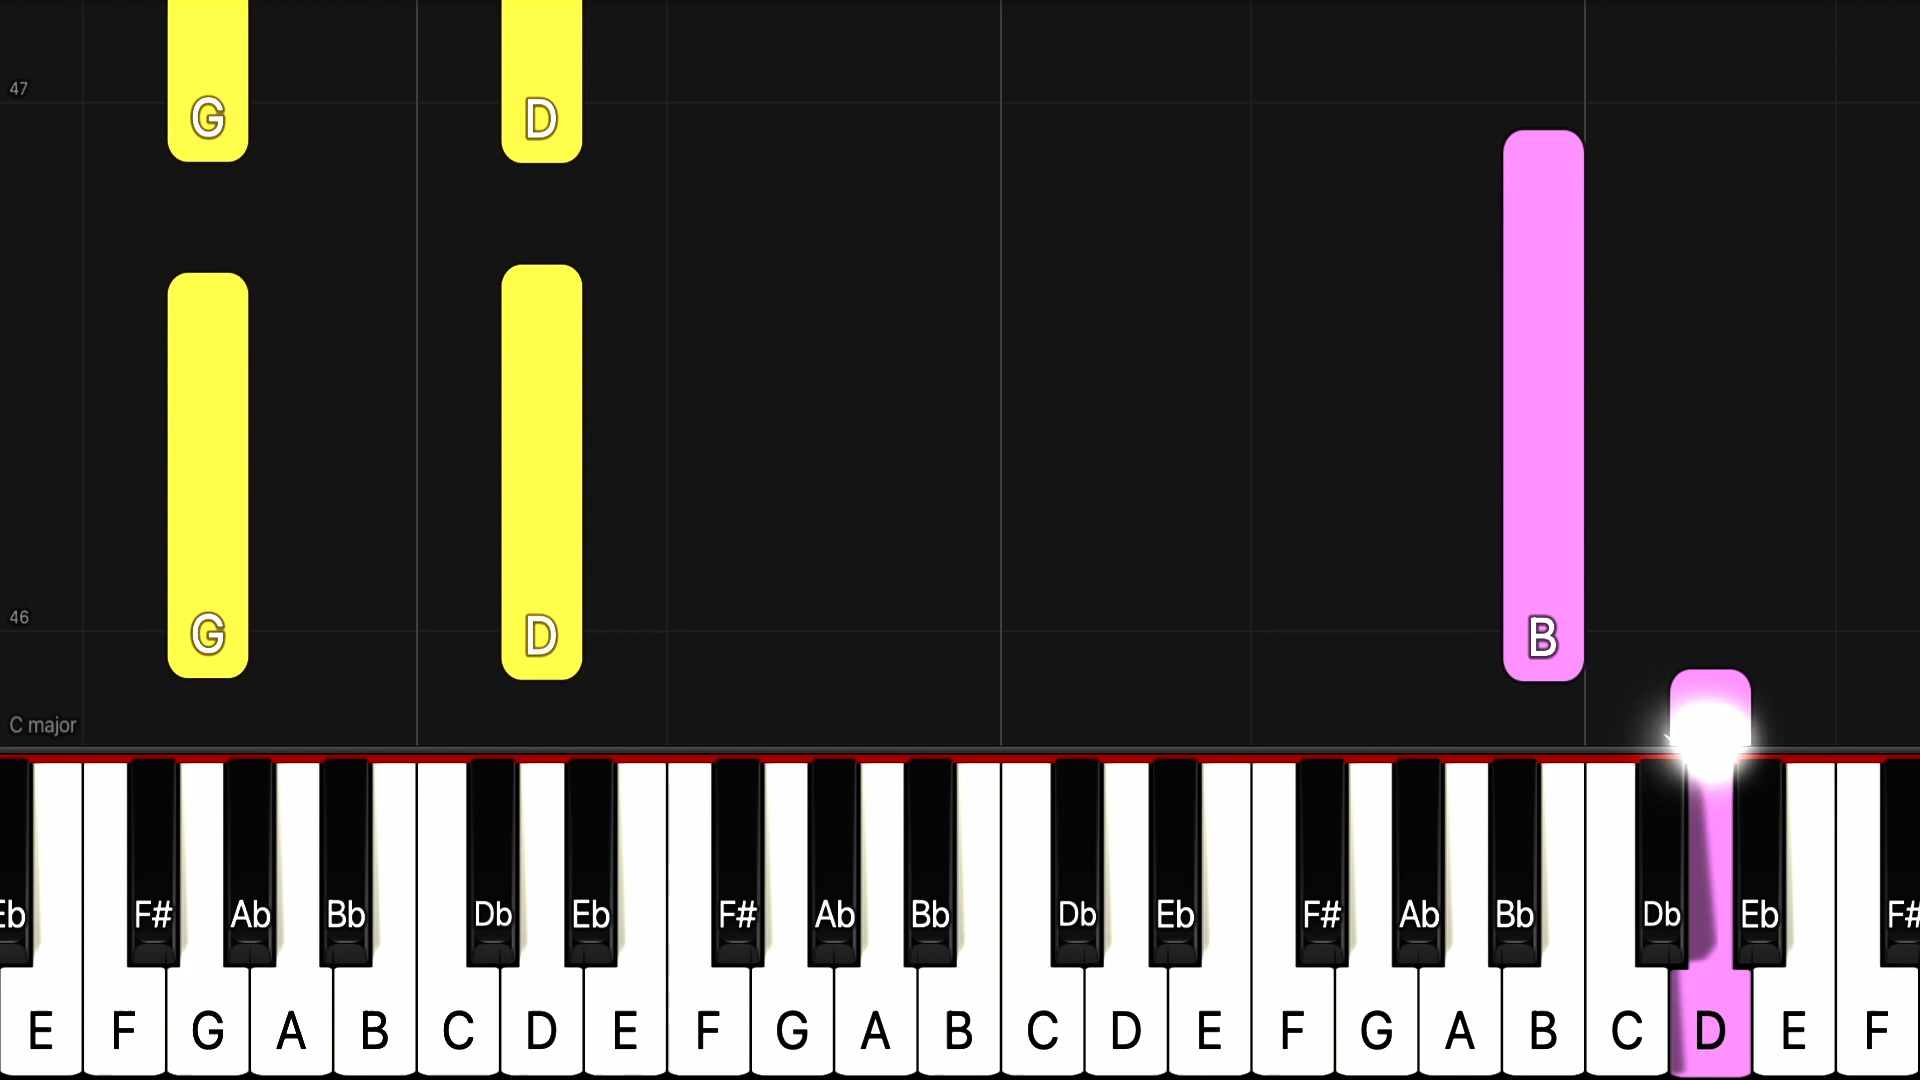 47
G D
46
G D B
C major
Eb F# Ab Bb Db Eb F# Ab Bb Db Eb F# Ab Bb Db Eb F#
E F G A B C D E F G A B C D E F G A B C D E F